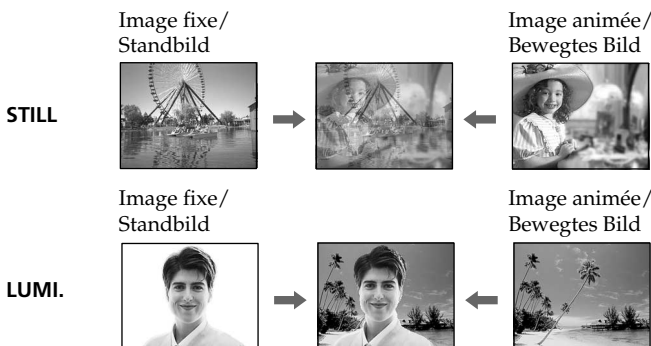 Image fixe/
Standbild
Image animée/
Bewegtes Bild
STILL
Image fixe/
Standbild
Image animée/
Bewegtes Bild
LUMI.